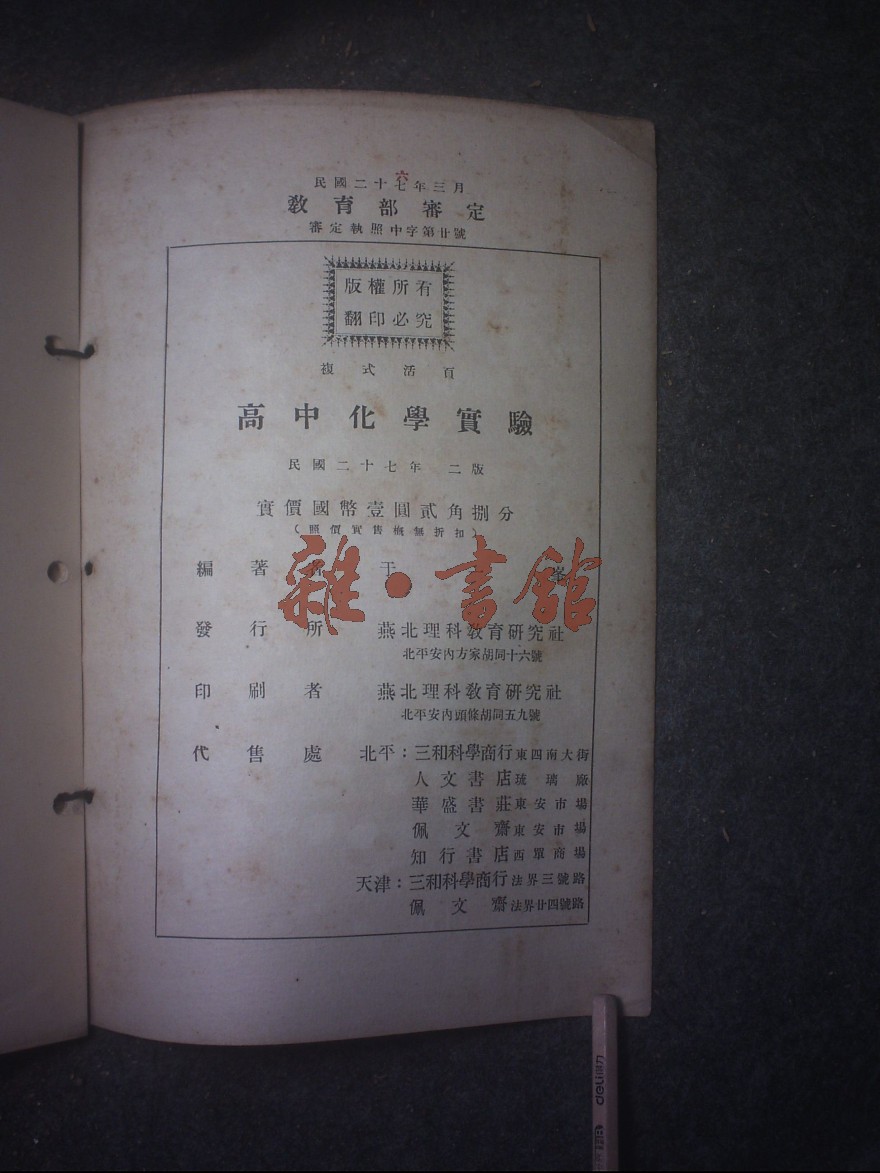 六
民國二十七年三月
教育部審定
審定執照中字第廿號
版權所有
翻印必究
複式活頁
高中化學實驗
民國二十七年 二版
實價國幣壹圓貳角捌分
(照價實售概無折扣)
編著者 于
雜·書館
發行所 燕北理科教育研究社
北平安內方家胡同十六號
印刷者 燕北理科教育研究社
北平安內頭條胡同五九號
代售處 北平：三和科學商行 東四南大街
人文書店 琉璃廠
華盛書莊 東安市場
佩文齋 東安市場
知行書店 西單商場
天津：三和科學商行 法界三號路
佩文齋 法界廿四號路
deli 得力